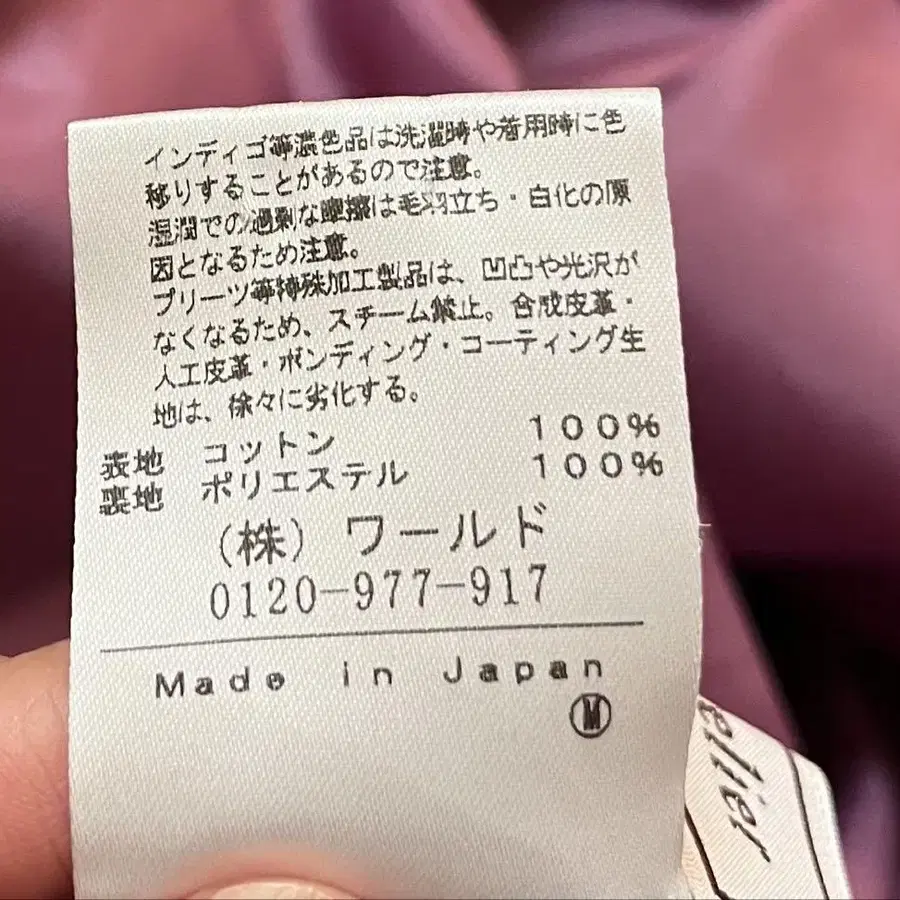 インディゴ等濃色品は洗濯時や着用時に色
移りすることがあるので注意。
湿潤での過剰な摩擦は毛羽立ち・白化の原
因となるため注意。
プリーツ等特殊加工製品は、凹凸や光沢が
なくなるため、スチーム禁止。合成皮革・
人工皮革・ボンディング・コーティング生
地は、徐々に劣化する。
表地 コットン 100%
裏地 ポリエステル 100%
(株) ワールド
0120-977-917
Made in Japan
M